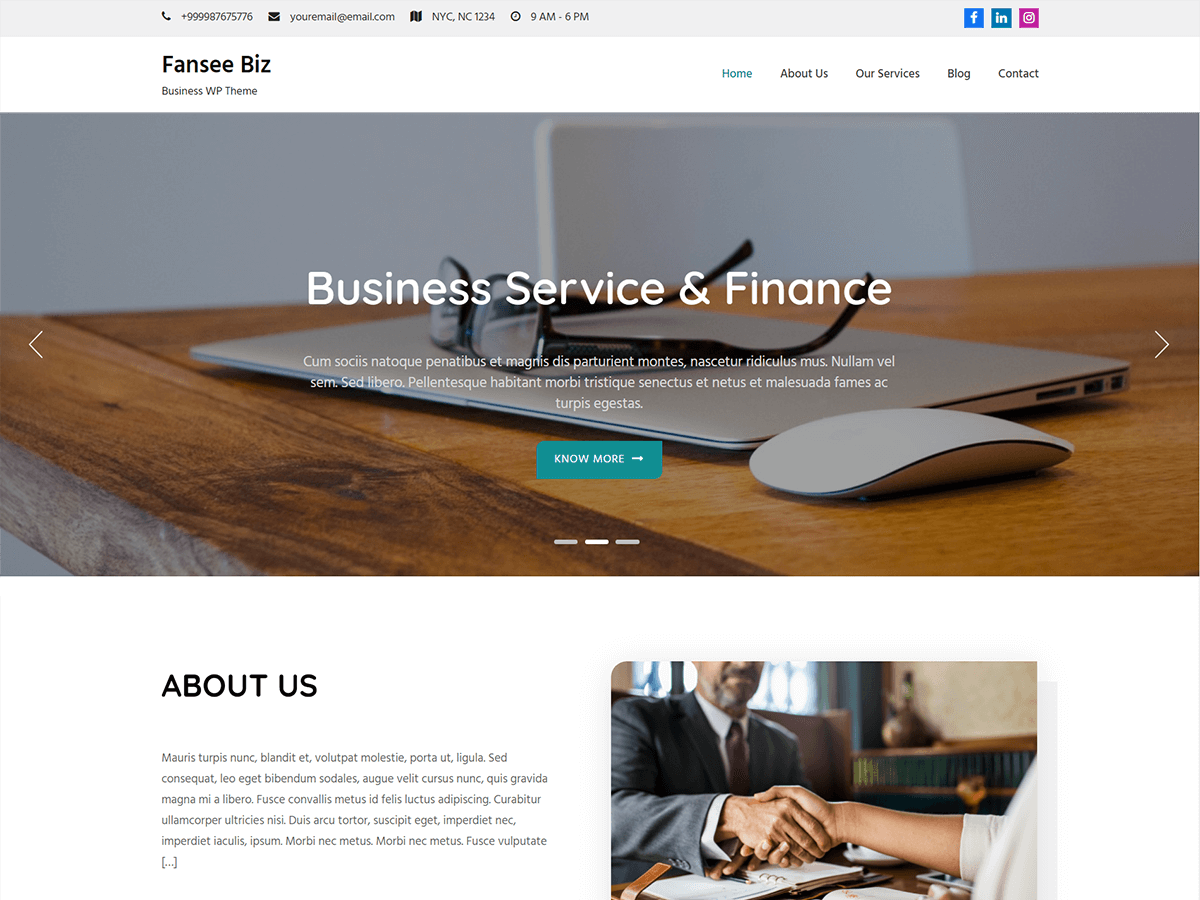 +999987675776 youremail@email.com NYC, NC 1234 9 AM - 6 PM
Fansee Biz
Business WP Theme
Home About Us Our Services Blog Contact
Business Service & Finance
Cum sociis natoque penatibus et magnis dis parturient montes, nascetur ridiculus mus. Nullam vel
sem. Sed libero. Pellentesque habitant morbi tristique senectus et netus et malesuada fames ac
turpis egestas.
KNOW MORE
ABOUT US
Mauris turpis nunc, blandit et, volutpat molestie, porta ut, ligula. Sed
consequat, leo eget bibendum sodales, augue velit cursus nunc, quis gravida
magna mi a libero. Fusce convallis metus id felis luctus adipiscing. Curabitur
ullamcorper ultricies nisi. Duis arcu tortor, suscipit eget, imperdiet nec,
imperdiet iaculis, ipsum. Morbi nec metus. Morbi nec metus. Fusce vulputate
[...]